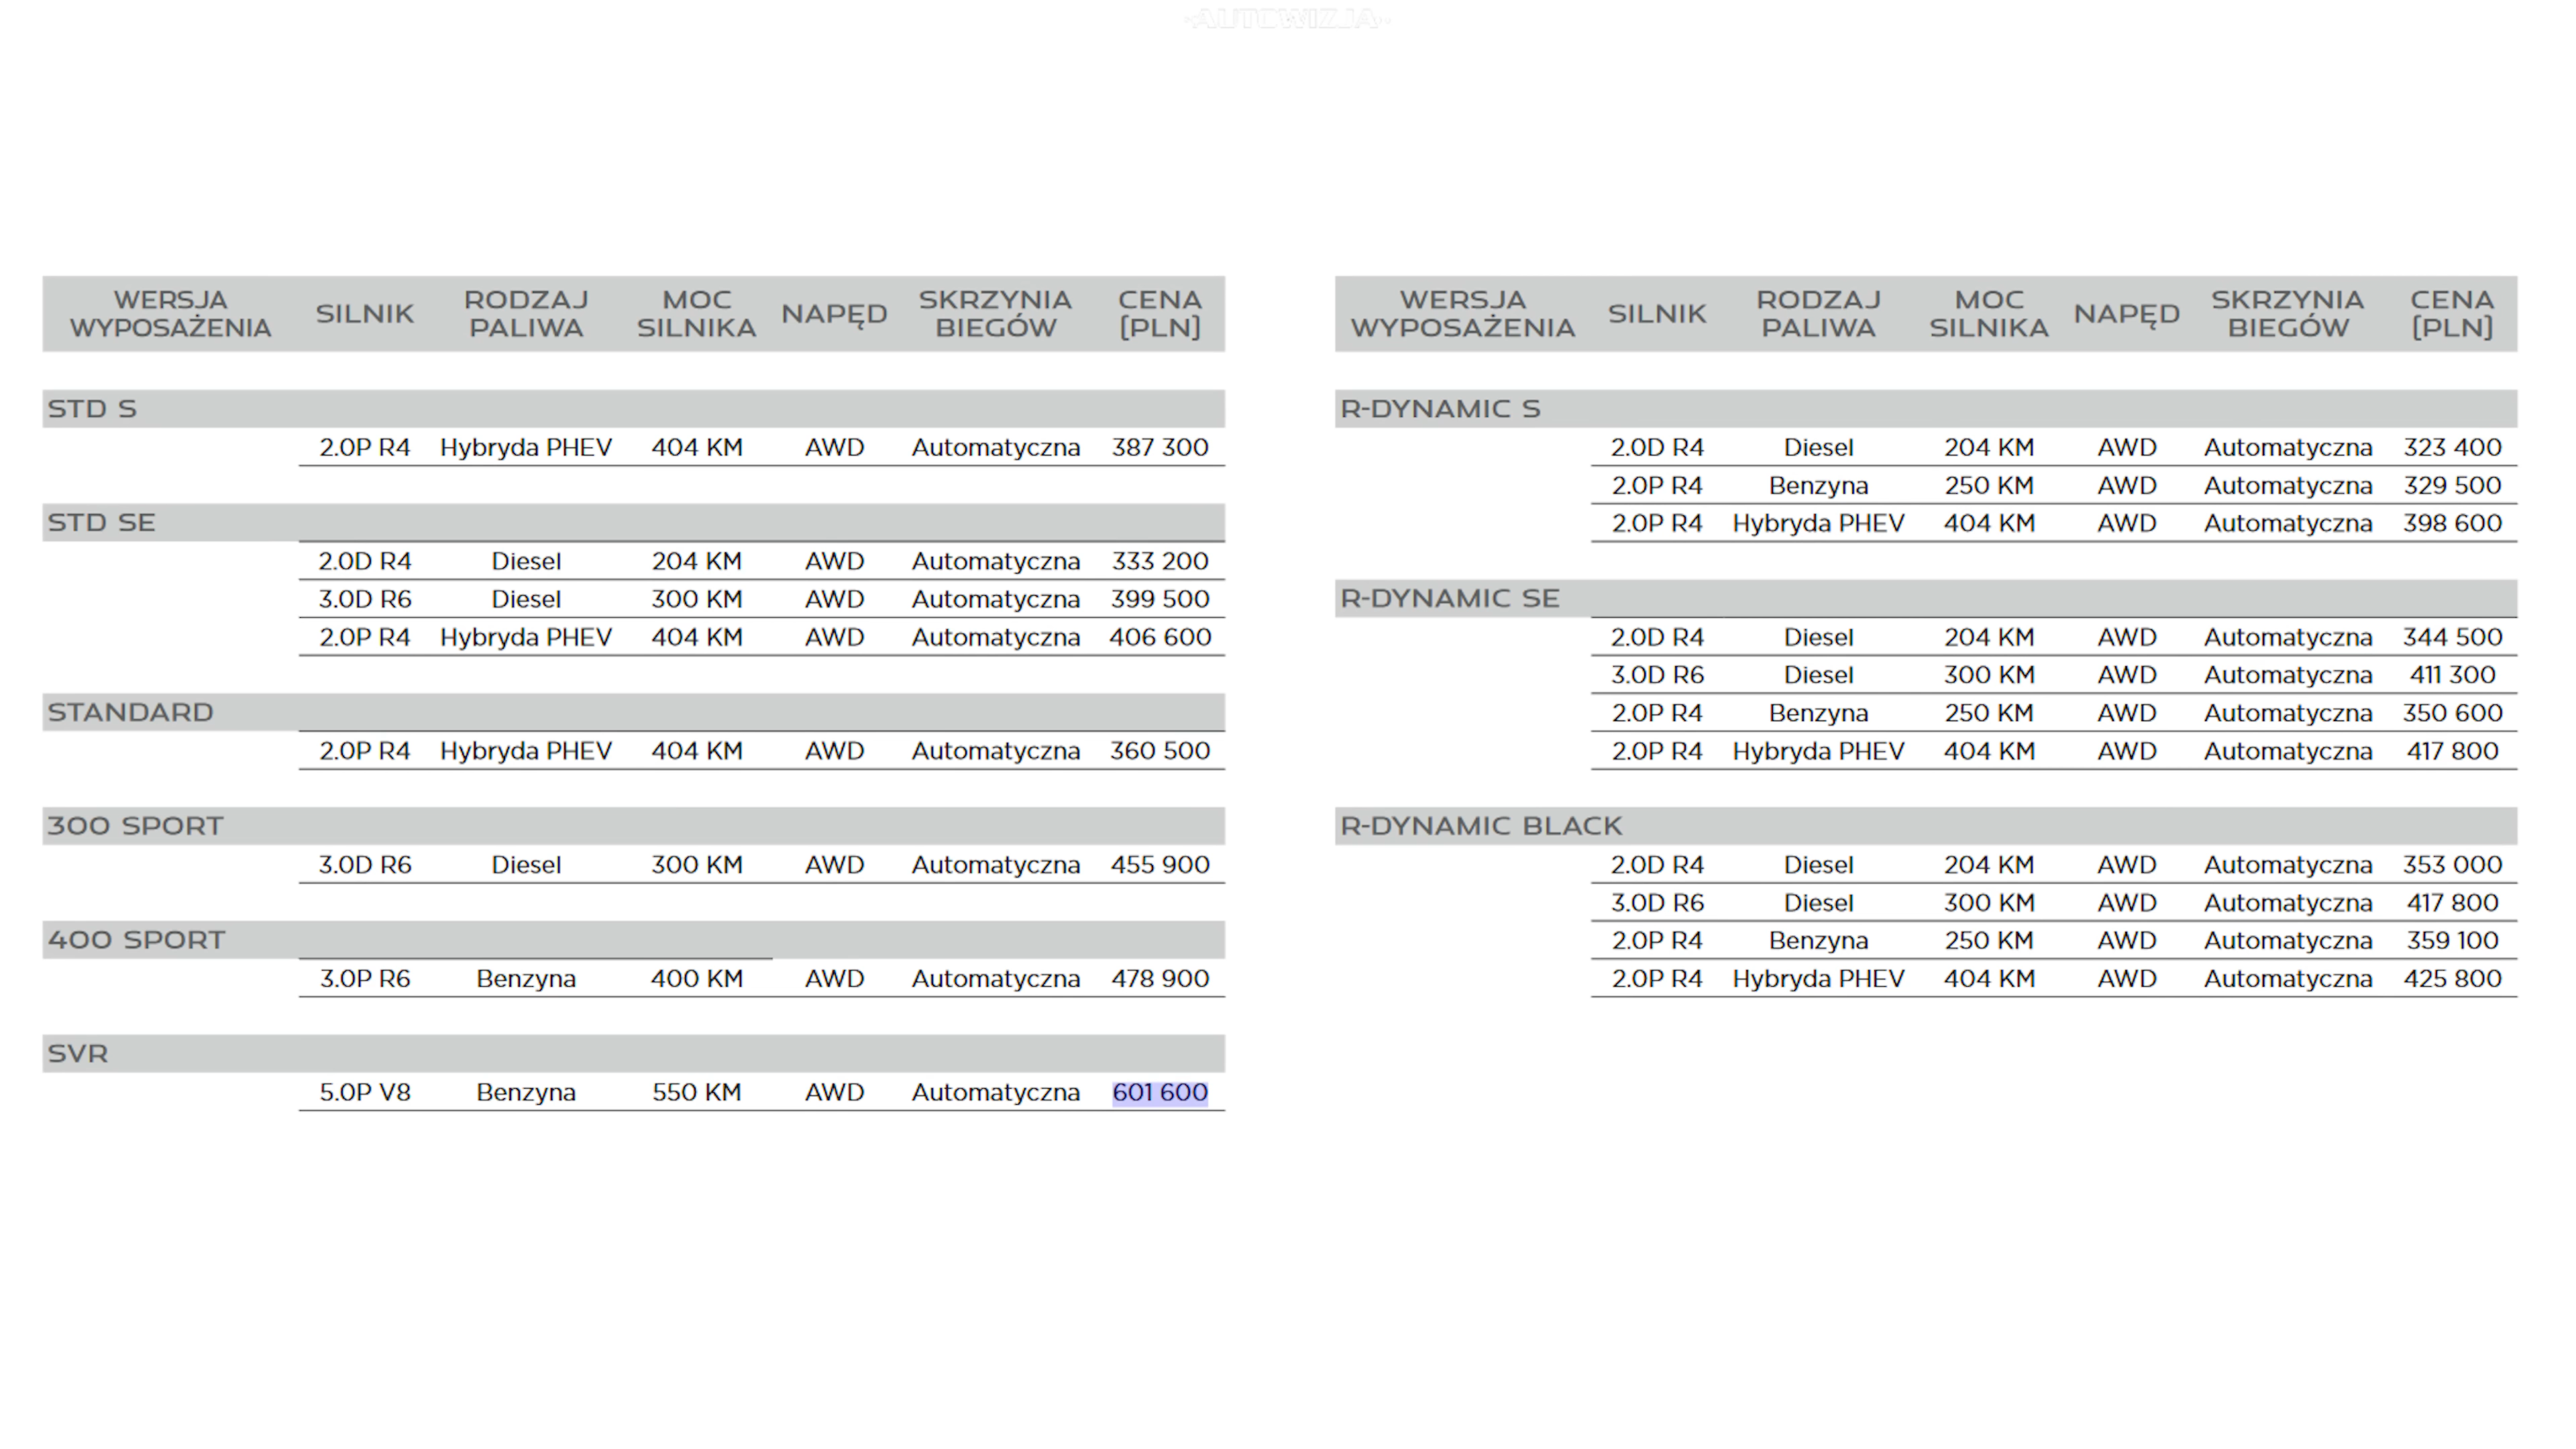 AUTOWIZJA
WERSJA WYPOSAŻENIA SILNIK RODZAJ PALIWA MOC SILNIKA NAPĘD SKRZYNIA BIEGÓW CENA [PLN]
STD S
2.0P R4 Hybryda PHEV 404 KM AWD Automatyczna 387 300
STD SE
2.0D R4 Diesel 204 KM AWD Automatyczna 333 200
3.0D R6 Diesel 300 KM AWD Automatyczna 399 500
2.0P R4 Hybryda PHEV 404 KM AWD Automatyczna 406 600
STANDARD
2.0P R4 Hybryda PHEV 404 KM AWD Automatyczna 360 500
300 SPORT
3.0D R6 Diesel 300 KM AWD Automatyczna 455 900
400 SPORT
3.0P R6 Benzyna 400 KM AWD Automatyczna 478 900
SVR
5.0P V8 Benzyna 550 KM AWD Automatyczna 601 600
WERSJA WYPOSAŻENIA SILNIK RODZAJ PALIWA MOC SILNIKA NAPĘD SKRZYNIA BIEGÓW CENA [PLN]
R-DYNAMIC S
2.0D R4 Diesel 204 KM AWD Automatyczna 323 400
2.0P R4 Benzyna 250 KM AWD Automatyczna 329 500
2.0P R4 Hybryda PHEV 404 KM AWD Automatyczna 398 600
R-DYNAMIC SE
2.0D R4 Diesel 204 KM AWD Automatyczna 344 500
3.0D R6 Diesel 300 KM AWD Automatyczna 411 300
2.0P R4 Benzyna 250 KM AWD Automatyczna 350 600
2.0P R4 Hybryda PHEV 404 KM AWD Automatyczna 417 800
R-DYNAMIC BLACK
2.0D R4 Diesel 204 KM AWD Automatyczna 353 000
3.0D R6 Diesel 300 KM AWD Automatyczna 417 800
2.0P R4 Benzyna 250 KM AWD Automatyczna 359 100
2.0P R4 Hybryda PHEV 404 KM AWD Automatyczna 425 800